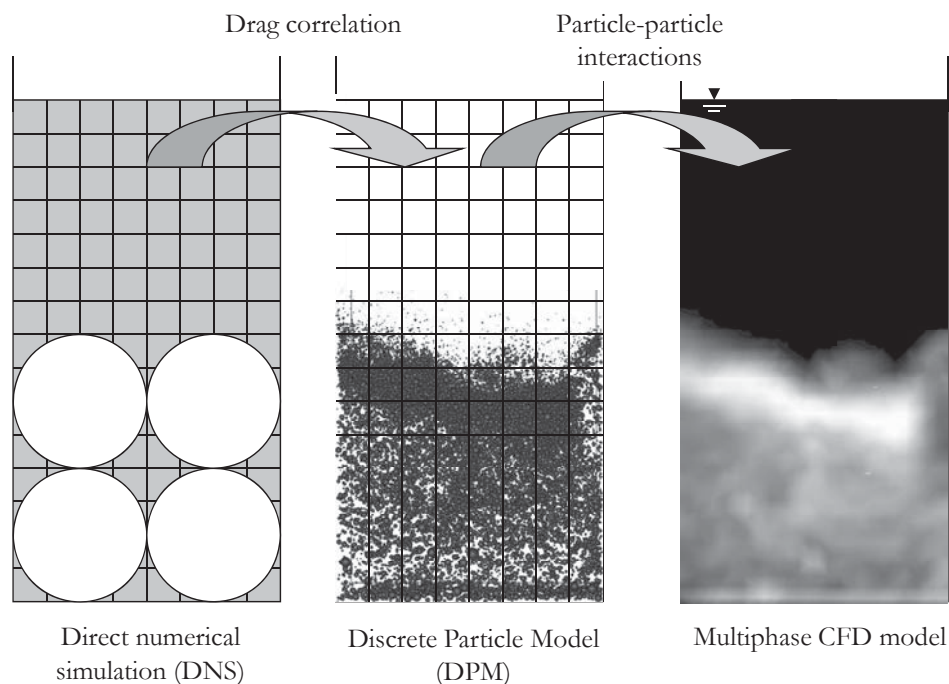 Drag correlation
Particle-particle
interactions
Direct numerical
simulation (DNS)
Discrete Particle Model
(DPM)
Multiphase CFD model